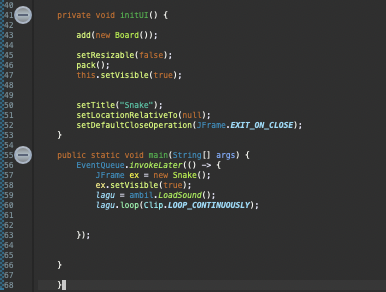 40
41 private void initUI() {
42
43 add(new Board());
44
45 setResizable(false);
46 pack();
47 this.setVisible(true);
48
49
50 setTitle("Snake");
51 setLocationRelativeTo(null);
52 setDefaultCloseOperation(JFrame.EXIT_ON_CLOSE);
53 }
54
55 public static void main(String[] args) {
56 EventQueue.invokeLater(() -> {
57 JFrame ex = new Snake();
58 ex.setVisible(true);
59 lagu = ambil.LoadSound();
60 lagu.loop(Clip.LOOP_CONTINUOUSLY);
61
62
63 });
64
65
66 }
67
68 }